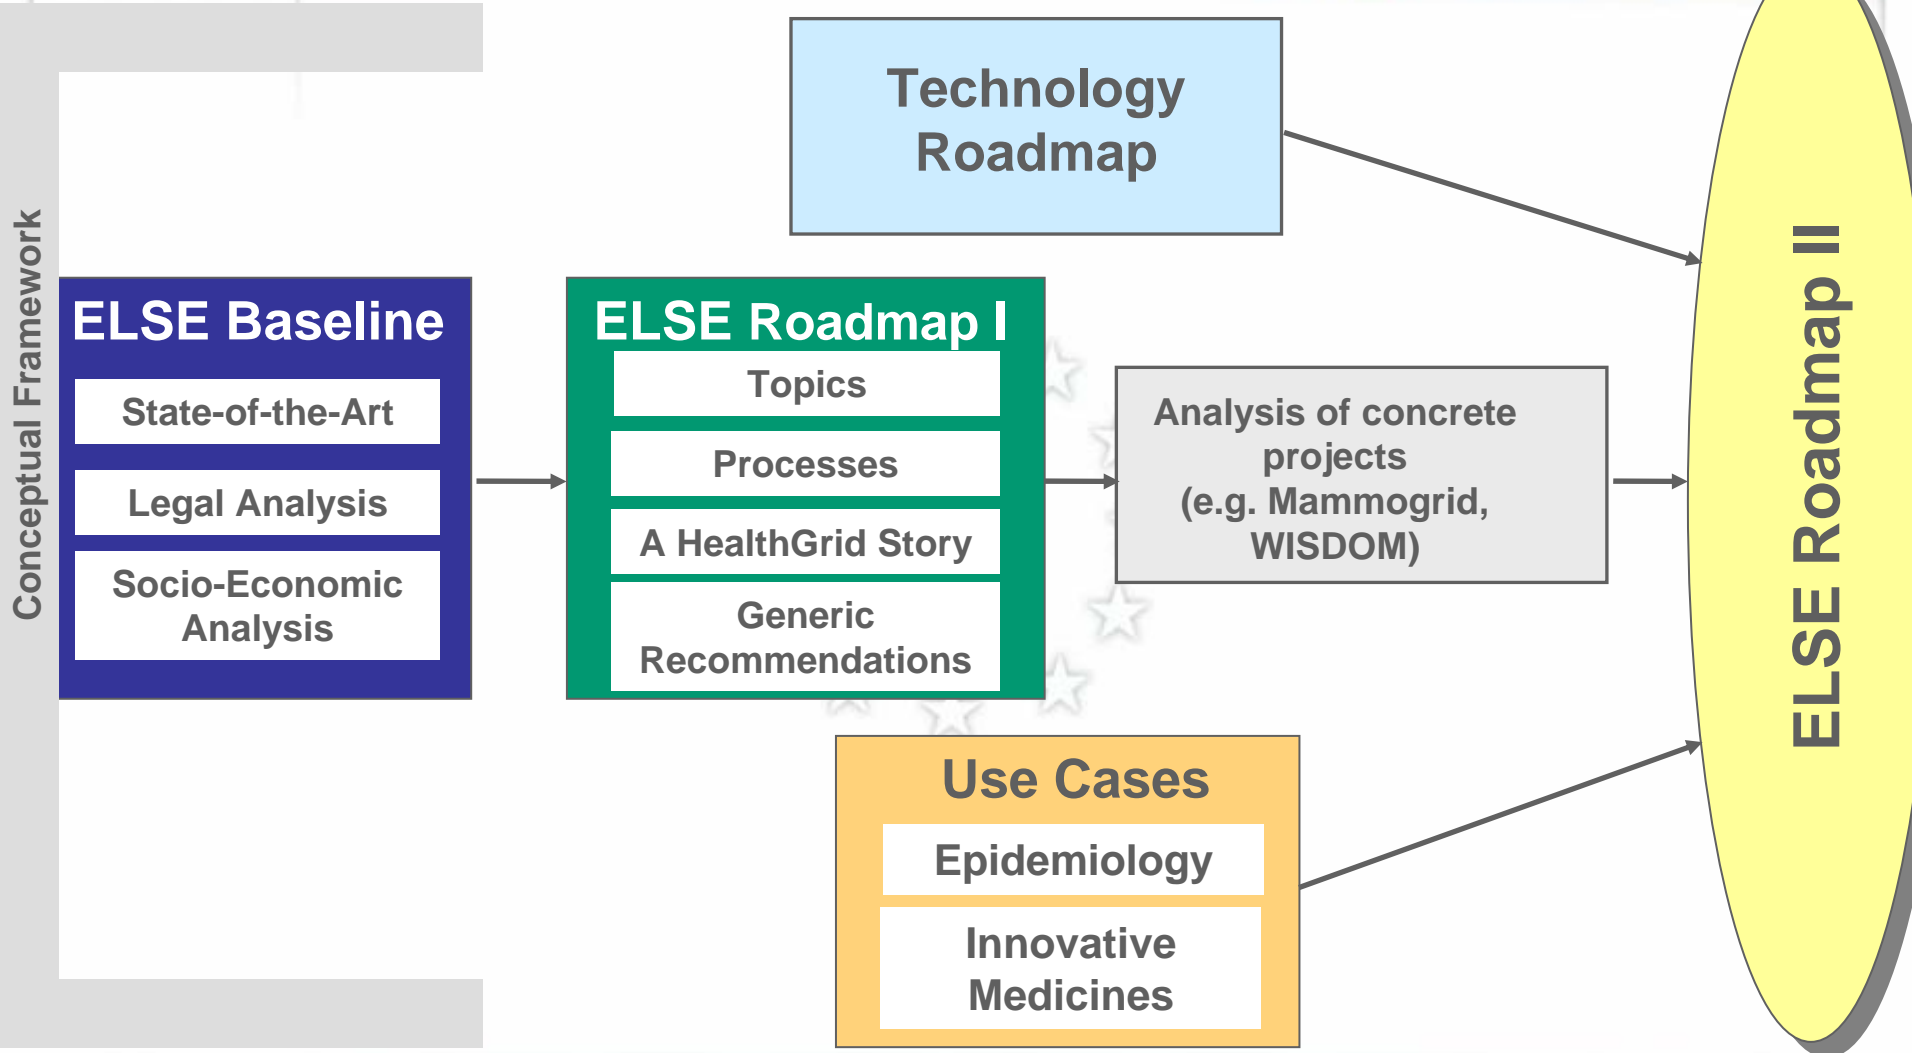 Conceptual Framework
Technology
Roadmap
ELSE Baseline
State-of-the-Art
Legal Analysis
Socio-Economic
Analysis
ELSE Roadmap I
Topics
Processes
A HealthGrid Story
Generic
Recommendations
Analysis of concrete
projects
(e.g. Mammogrid,
WISDOM)
Use Cases
Epidemiology
Innovative
Medicines
ELSE Roadmap II